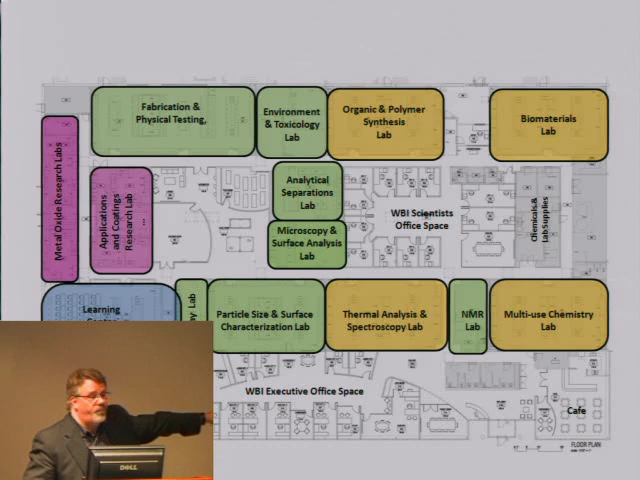 Fabrication &
Physical Testing,
Environment
& Toxicology
Lab
Organic & Polymer
Synthesis
Lab
Biomaterials
Lab
Metal Oxide Research Labs
Applications
and Coatings
Research Lab
...
Analytical
Separations
Lab
WBI Scientists
Office Space
Chemicals &
Lab Supplies
Microscopy &
Surface Analysis
Lab
Learning
Lab
Particle Size & Surface
Characterization Lab
Thermal Analysis &
Spectroscopy Lab
NMR
Lab
Multi-use Chemistry
Lab
WBI Executive Office Space
Cafe
FLOOR PLAN
DELL